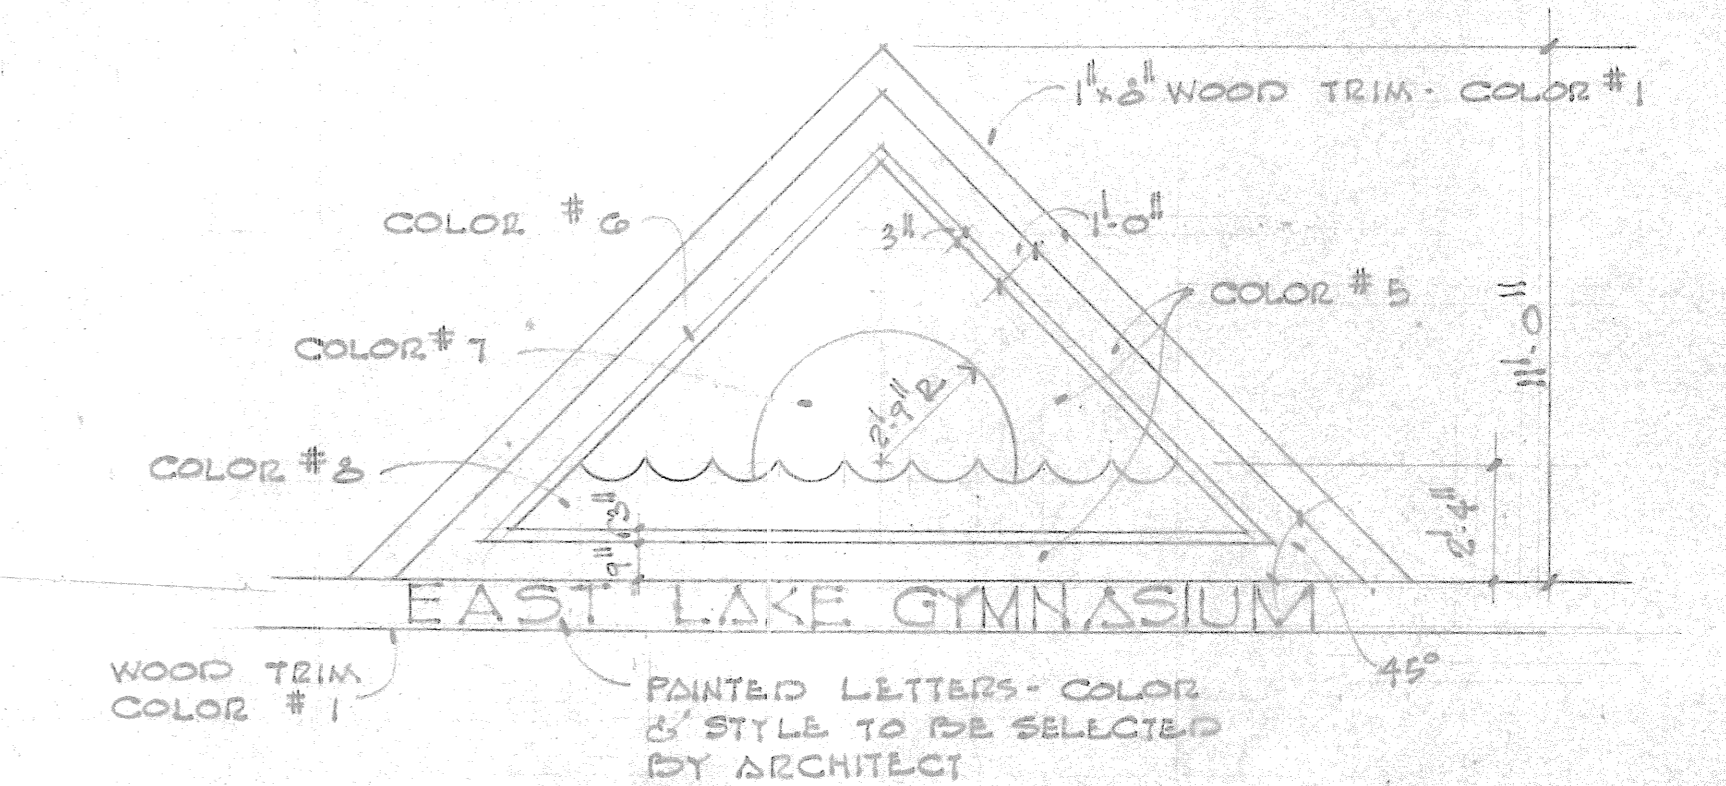 1"x8" WOOD TRIM - COLOR #1
COLOR # 6
3"
1'-0"
COLOR # 5
COLOR # 7
11'-0"
2'-9" R
COLOR # 8
3"
9"
2'-4"
EAST LAKE GYMNASIUM
WOOD TRIM
COLOR # 1
45°
PAINTED LETTERS - COLOR
& STYLE TO BE SELECTED
BY ARCHITECT